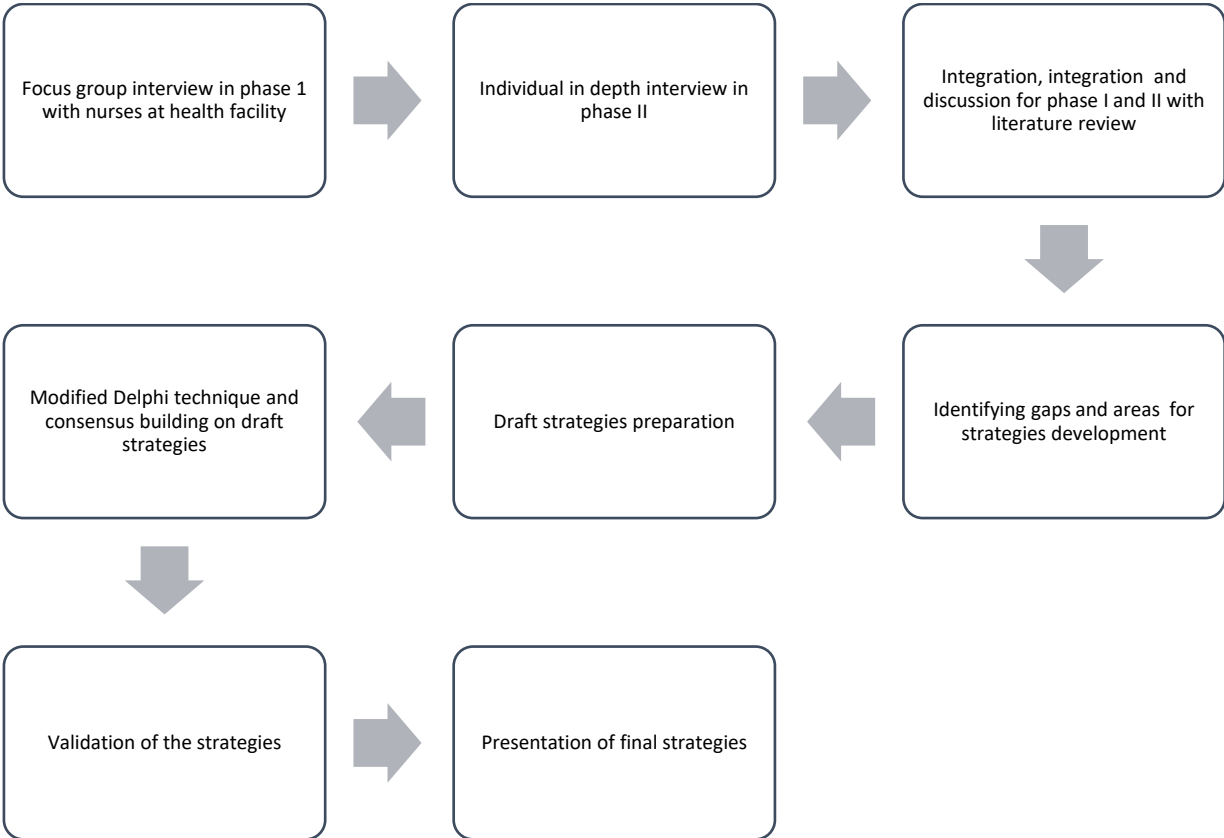 Focus group interview in phase 1
with nurses at health facility
Individual in depth interview in
phase II
Integration, integration and
discussion for phase I and II with
literature review
Identifying gaps and areas for
strategies development
Draft strategies preparation
Modified Delphi technique and
consensus building on draft
strategies
Validation of the strategies
Presentation of final strategies